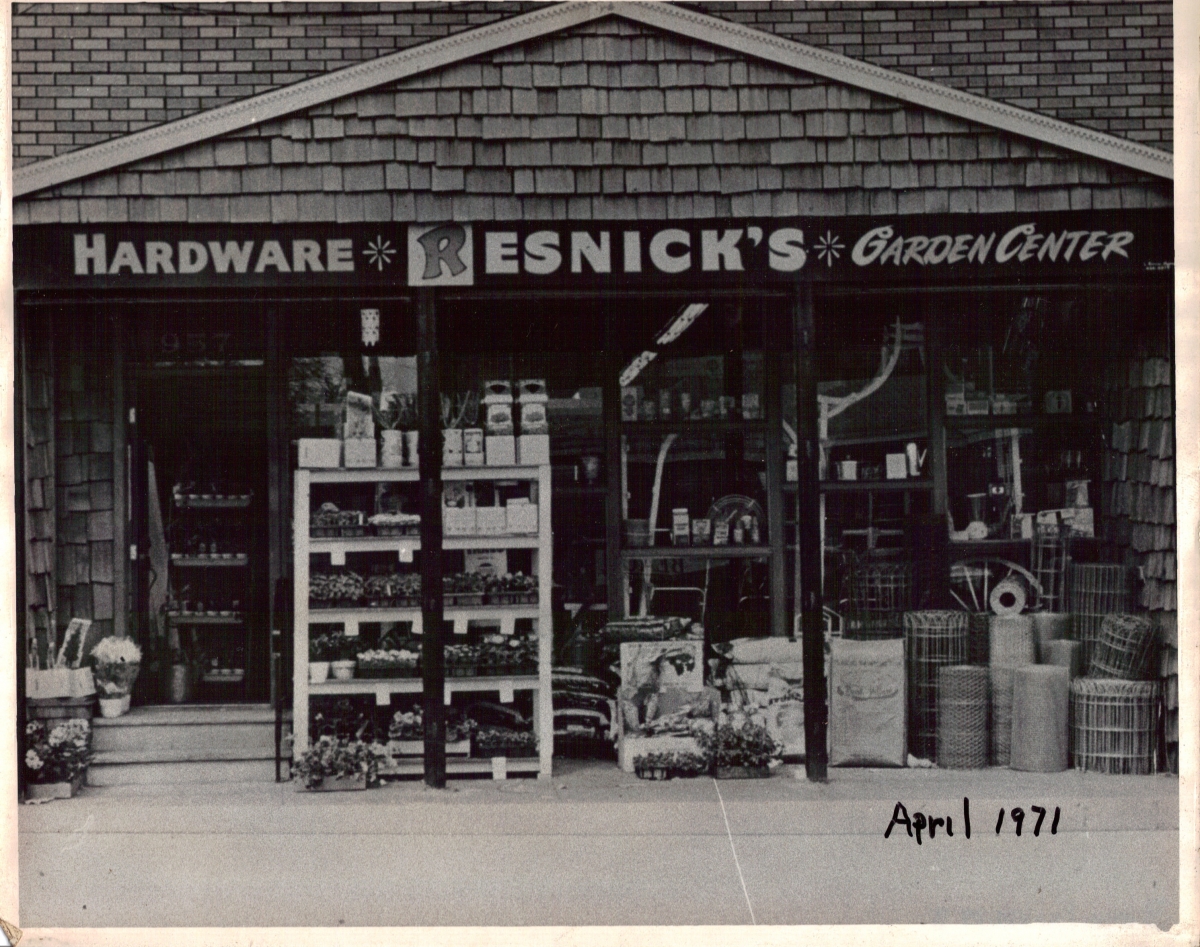 HARDWARE * RESNICK'S * GARDEN CENTER
957
April 1971